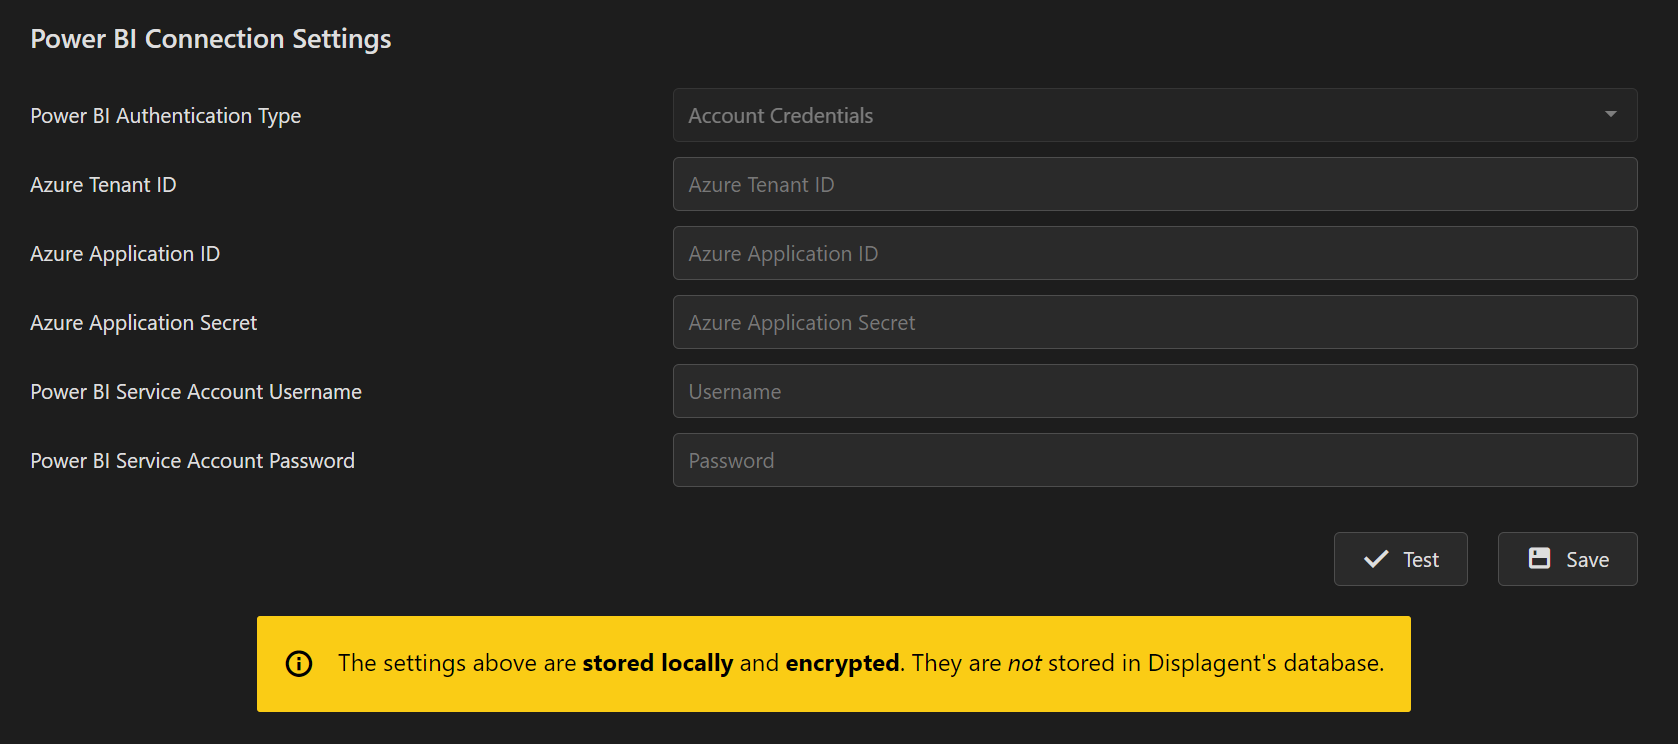 Power BI Connection Settings
Power BI Authentication Type
Account Credentials
Azure Tenant ID
Azure Tenant ID
Azure Application ID
Azure Application ID
Azure Application Secret
Azure Application Secret
Power BI Service Account Username
Username
Power BI Service Account Password
Password
Test
Save
The settings above are stored locally and encrypted. They are not stored in Displagent's database.